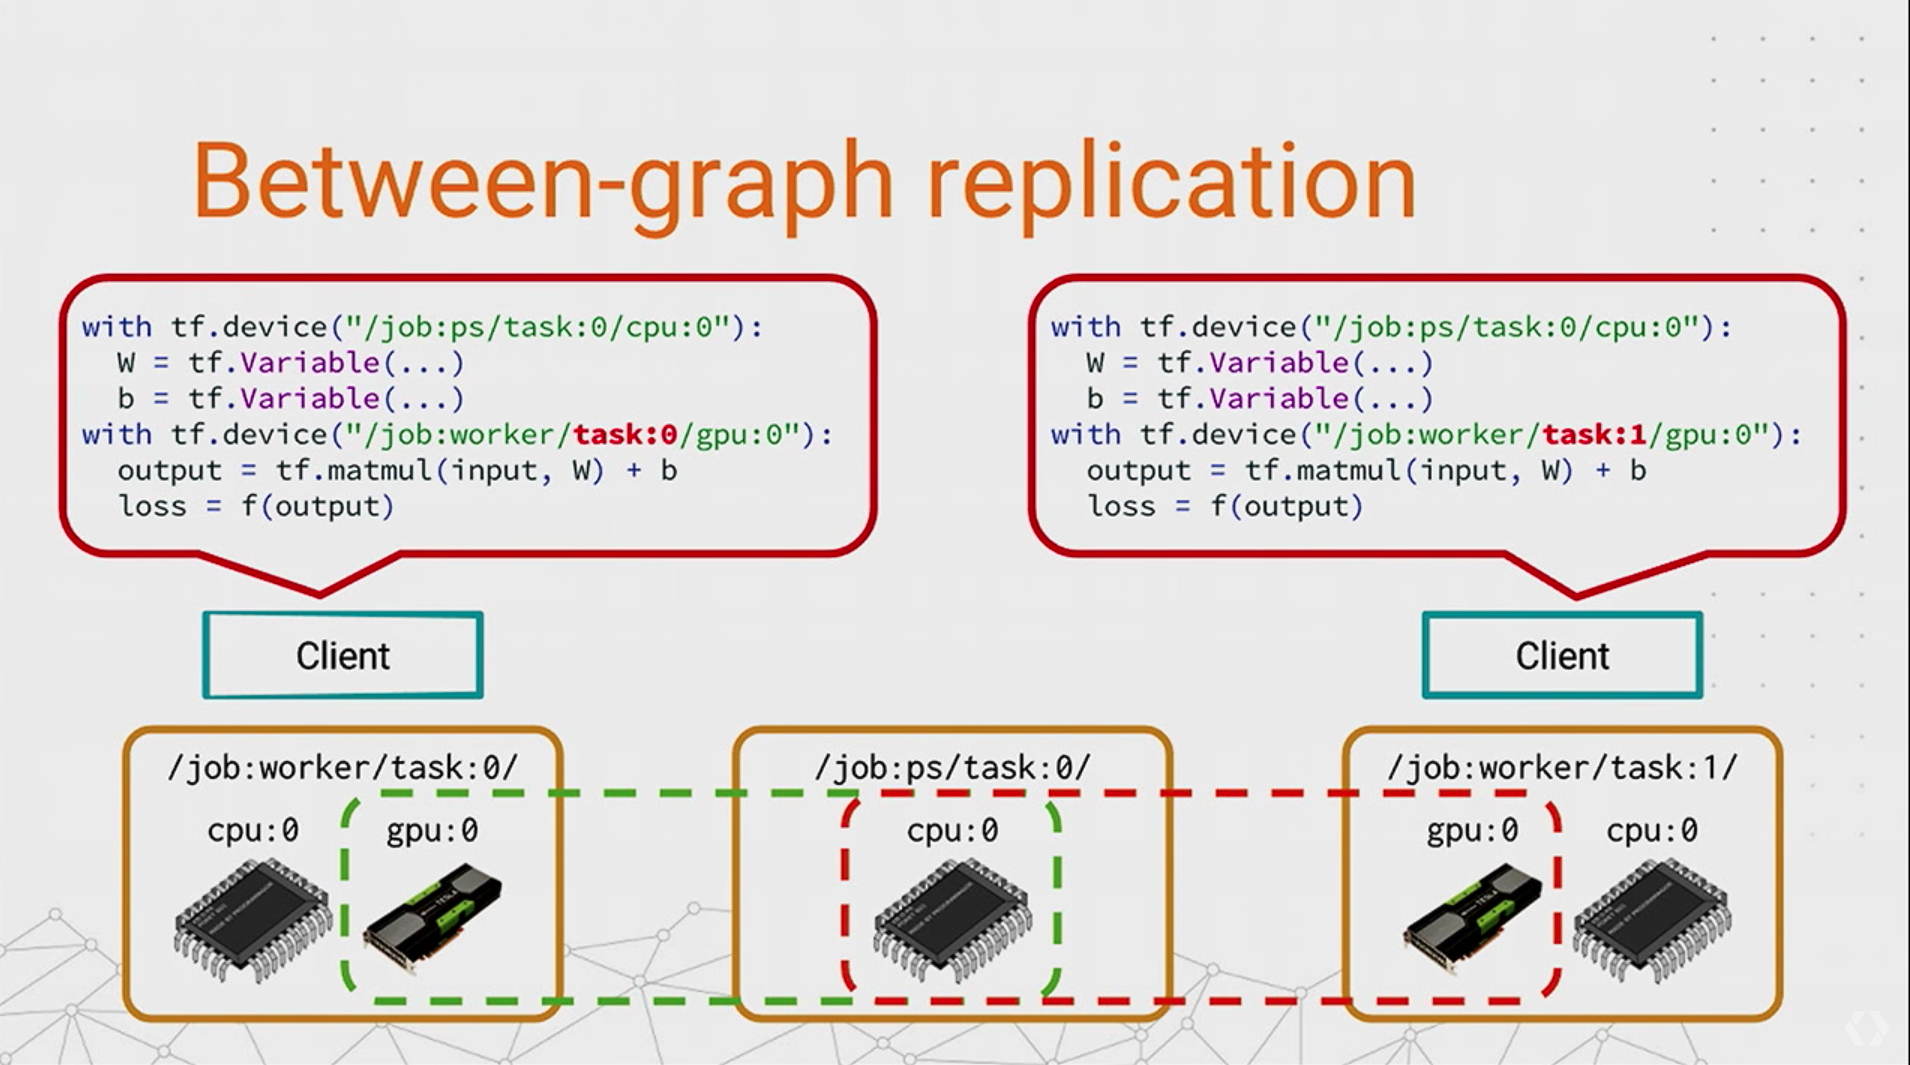 Between-graph replication
with tf.device("/job:ps/task:0/cpu:0"):
W = tf.Variable(...)
b = tf.Variable(...)
with tf.device("/job:worker/task:0/gpu:0"):
output = tf.matmul(input, W) + b
loss = f(output)
with tf.device("/job:ps/task:0/cpu:0"):
W = tf.Variable(...)
b = tf.Variable(...)
with tf.device("/job:worker/task:1/gpu:0"):
output = tf.matmul(input, W) + b
loss = f(output)
Client
Client
/job:worker/task:0/
cpu:0
gpu:0
/job:ps/task:0/
cpu:0
/job:worker/task:1/
gpu:0
cpu:0